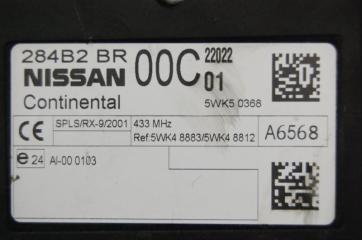 284B2 BR 00C 22022
NISSAN 01
Continental 5WK5 0368
CE SPLS/RX-9/2001 433 MHz
Ref:5WK4 8883/5WK4 8812 A6568
e24 AI-00 0103